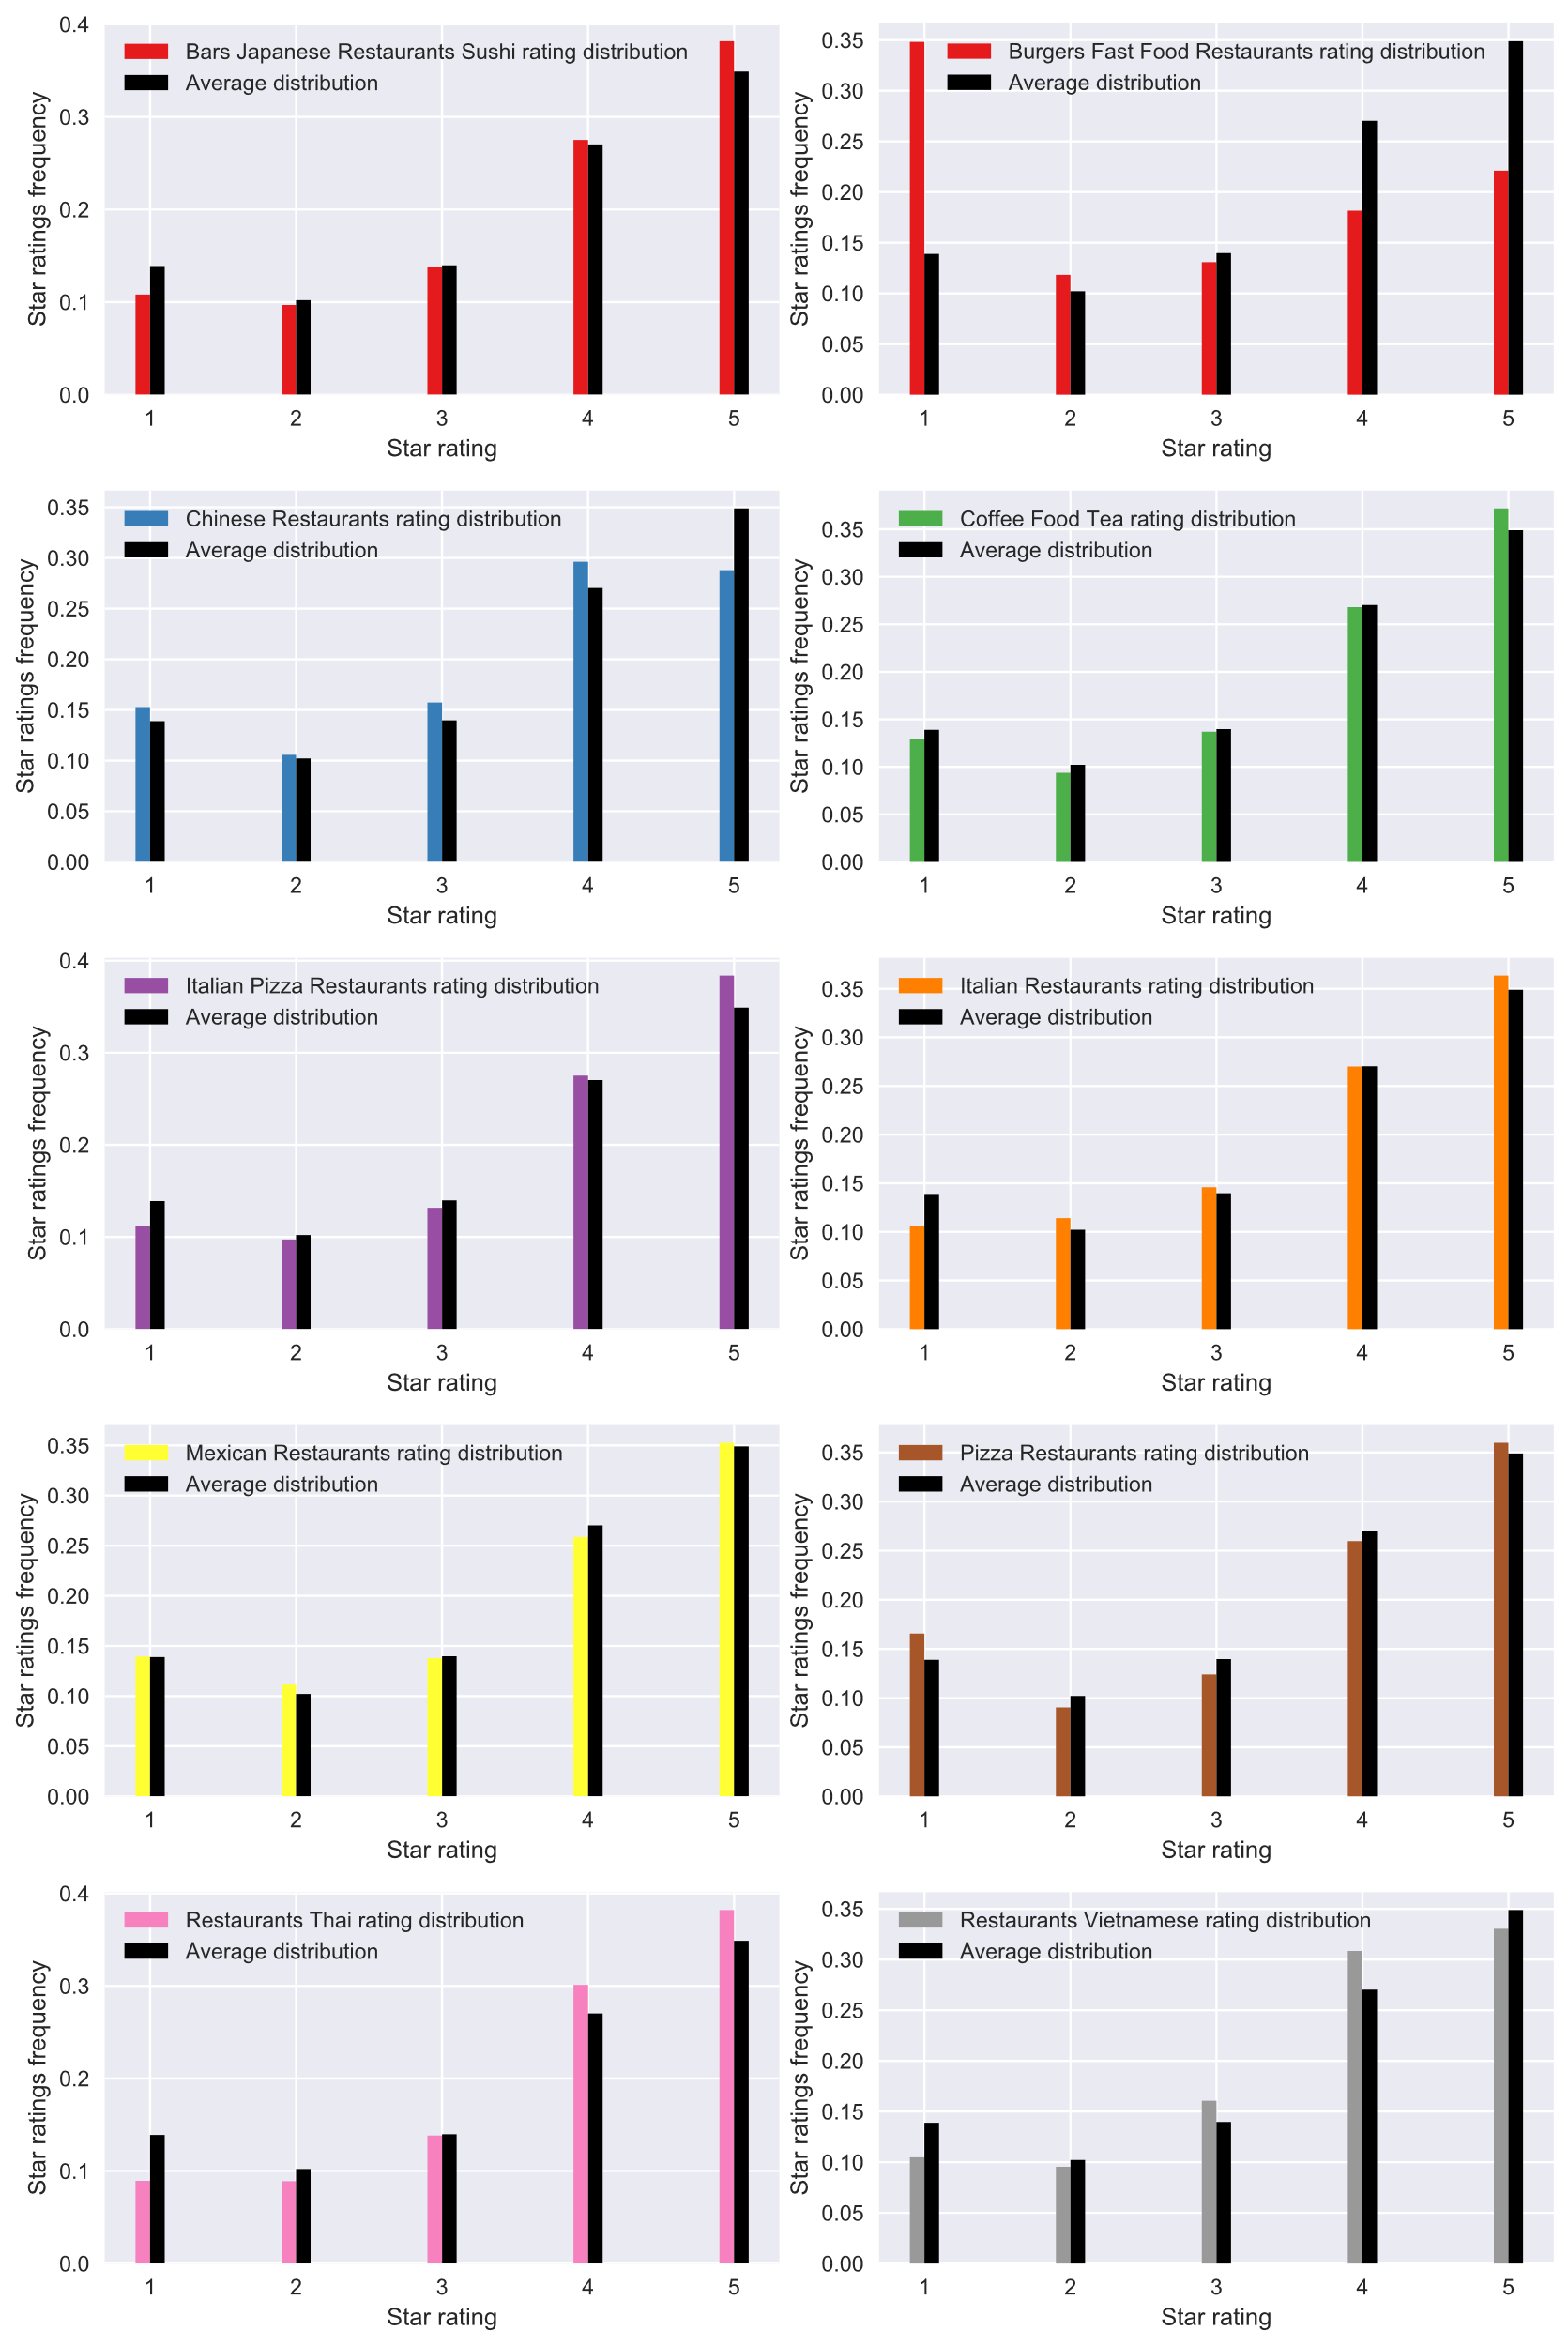 Bars Japanese Restaurants Sushi rating distribution
Average distribution
Star ratings frequency
0.4
0.3
0.2
0.1
0.0
1 2 3 4 5
Star rating
Burgers Fast Food Restaurants rating distribution
Average distribution
Star ratings frequency
0.35
0.30
0.25
0.20
0.15
0.10
0.05
0.00
1 2 3 4 5
Star rating
Chinese Restaurants rating distribution
Average distribution
Star ratings frequency
0.35
0.30
0.25
0.20
0.15
0.10
0.05
0.00
1 2 3 4 5
Star rating
Coffee Food Tea rating distribution
Average distribution
Star ratings frequency
0.35
0.30
0.25
0.20
0.15
0.10
0.05
0.00
1 2 3 4 5
Star rating
Italian Pizza Restaurants rating distribution
Average distribution
Star ratings frequency
0.4
0.3
0.2
0.1
0.0
1 2 3 4 5
Star rating
Italian Restaurants rating distribution
Average distribution
Star ratings frequency
0.35
0.30
0.25
0.20
0.15
0.10
0.05
0.00
1 2 3 4 5
Star rating
Mexican Restaurants rating distribution
Average distribution
Star ratings frequency
0.35
0.30
0.25
0.20
0.15
0.10
0.05
0.00
1 2 3 4 5
Star rating
Pizza Restaurants rating distribution
Average distribution
Star ratings frequency
0.35
0.30
0.25
0.20
0.15
0.10
0.05
0.00
1 2 3 4 5
Star rating
Restaurants Thai rating distribution
Average distribution
Star ratings frequency
0.4
0.3
0.2
0.1
0.0
1 2 3 4 5
Star rating
Restaurants Vietnamese rating distribution
Average distribution
Star ratings frequency
0.35
0.30
0.25
0.20
0.15
0.10
0.05
0.00
1 2 3 4 5
Star rating